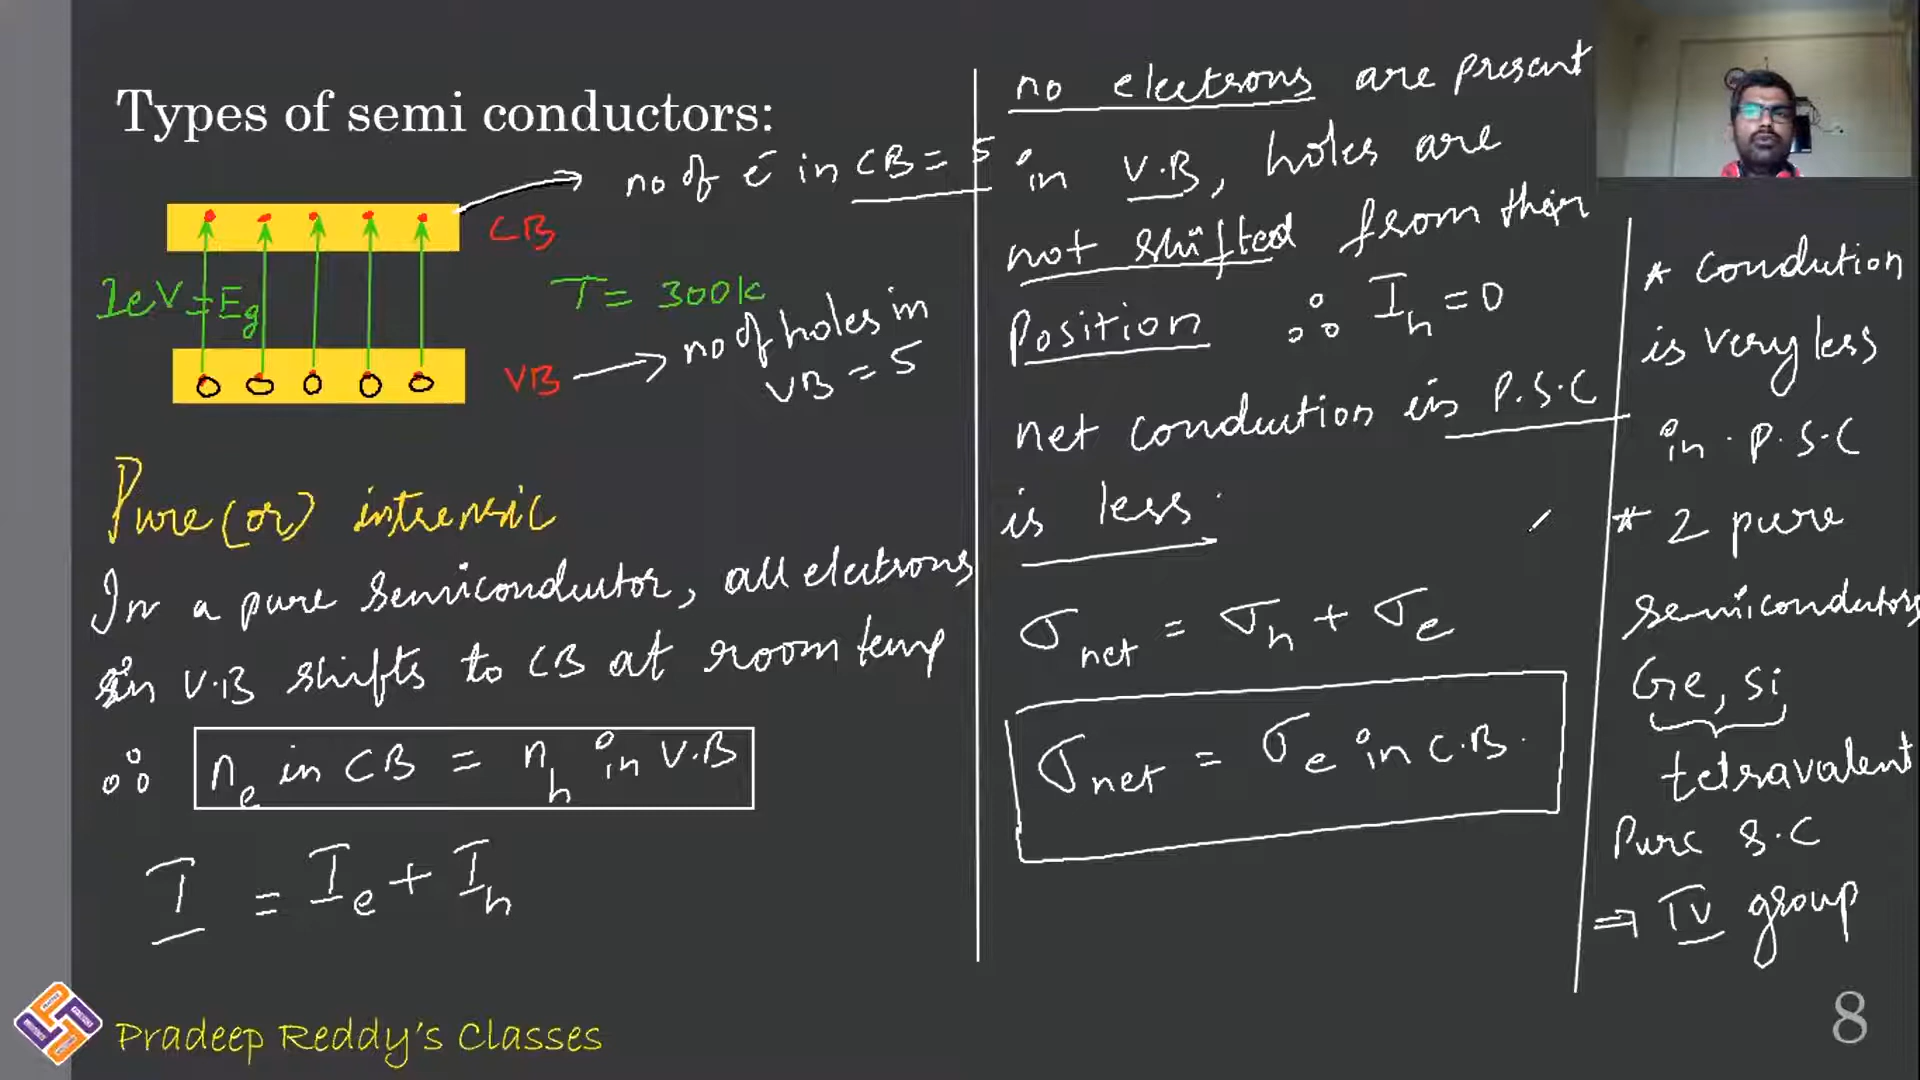 Types of semi conductors:
no of e̅ in CB = 5
CB
1eV = Eg
T = 300k
VB
no of holes in
VB = 5
Pure (or) intrensic
In a pure semiconductor, all electrons
in V.B shifts to CB at room temp
∴ nₑ in CB = nₕ in V.B
I = Iₑ + Iₕ
no electrons are present
in V.B, holes are
not shifted from their
Position ∴ Iₕ = 0
net conduction in P.S.C
is less.
σnet = σₕ + σₑ
σnet = σₑ in C.B.
* condution
is very less
in P.S.C
* 2 pure
semicondutors
Ge, Si
tetravalent
Pure S.C
⇒ IV group
Pradeep Reddy's Classes
8